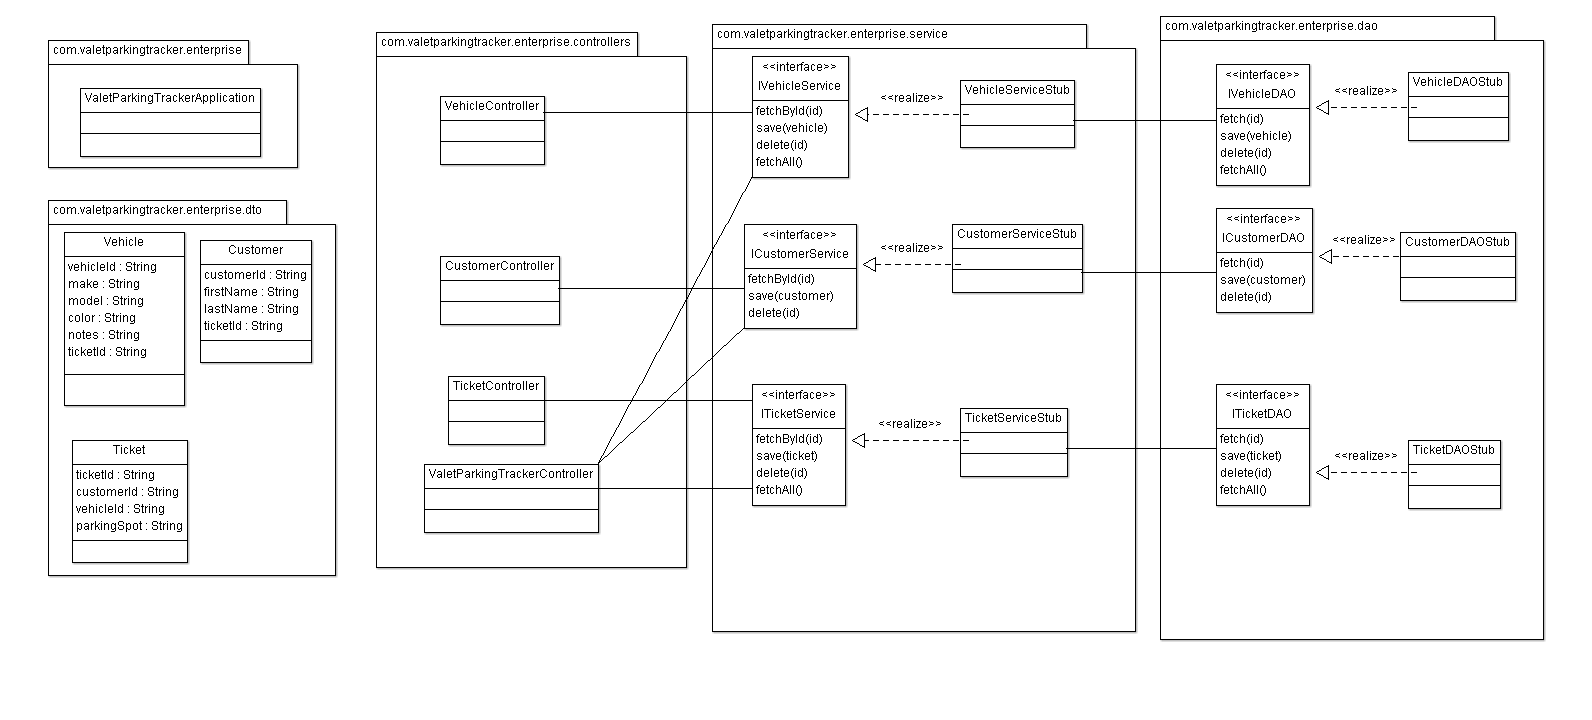 com.valetparkingtracker.enterprise
ValetParkingTrackerApplication
com.valetparkingtracker.enterprise.dto
Vehicle
vehicleId : String
make : String
model : String
color : String
notes : String
ticketId : String
Customer
customerId : String
firstName : String
lastName : String
ticketId : String
Ticket
ticketId : String
customerId : String
vehicleId : String
parkingSpot : String
com.valetparkingtracker.enterprise.controllers
VehicleController
CustomerController
TicketController
ValetParkingTrackerController
com.valetparkingtracker.enterprise.service
<<interface>>
IVehicleService
fetchById(id)
save(vehicle)
delete(id)
fetchAll()
<<realize>>
VehicleServiceStub
<<interface>>
ICustomerService
fetchById(id)
save(customer)
delete(id)
<<realize>>
CustomerServiceStub
<<interface>>
ITicketService
fetchById(id)
save(ticket)
delete(id)
fetchAll()
<<realize>>
TicketServiceStub
com.valetparkingtracker.enterprise.dao
<<interface>>
IVehicleDAO
fetch(id)
save(vehicle)
delete(id)
fetchAll()
<<realize>>
VehicleDAOStub
<<interface>>
ICustomerDAO
fetch(id)
save(customer)
delete(id)
<<realize>>
CustomerDAOStub
<<interface>>
ITicketDAO
fetch(id)
save(ticket)
delete(id)
fetchAll()
<<realize>>
TicketDAOStub